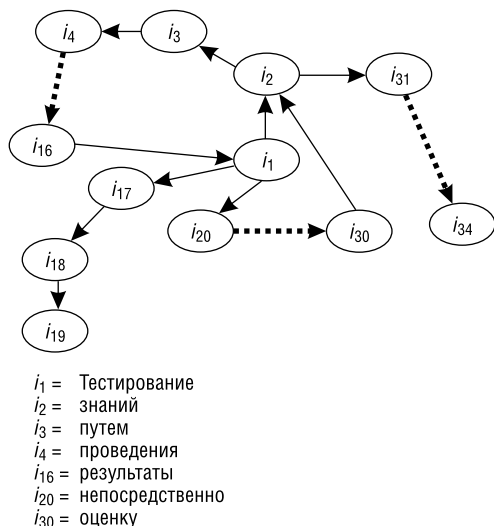 i4 i3
i2 i31
i16 i1
i17
i20 i30 i34
i18
i19
i1 = Тестирование
i2 = знаний
i3 = путем
i4 = проведения
i16 = результаты
i20 = непосредственно
i30 = оценку